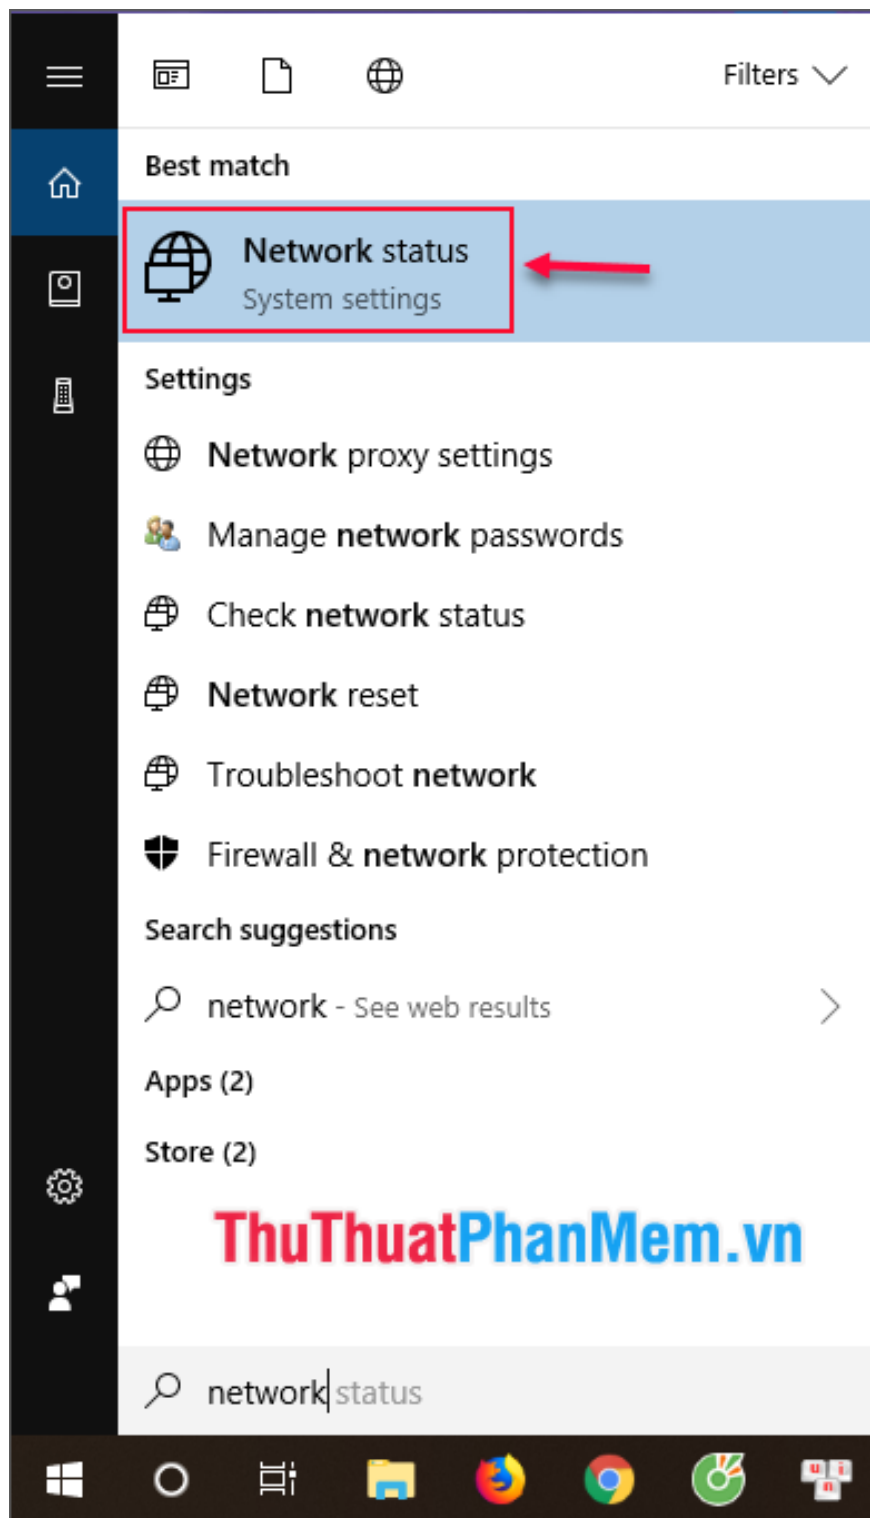 Filters
Best match
Network status
System settings
Settings
Network proxy settings
Manage network passwords
Check network status
Network reset
Troubleshoot network
Firewall & network protection
Search suggestions
network - See web results
Apps (2)
Store (2)
ThuThuatPhanMem.vn
network status
u n i